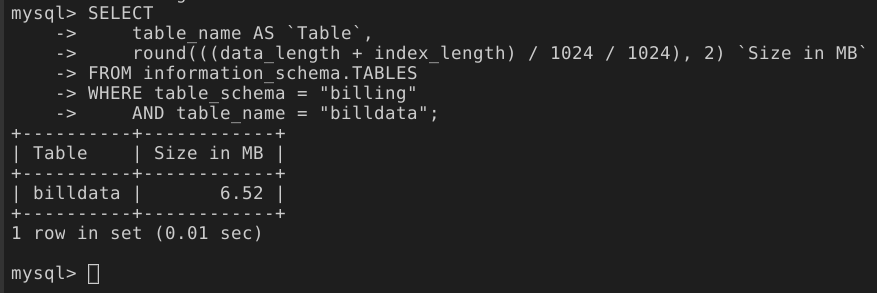 mysql> SELECT
    ->     table_name AS `Table`,
    ->     round(((data_length + index_length) / 1024 / 1024), 2) `Size in MB`
    -> FROM information_schema.TABLES
    -> WHERE table_schema = "billing"
    ->     AND table_name = "billdata";
+----------+------------+
| Table    | Size in MB |
+----------+------------+
| billdata |       6.52 |
+----------+------------+
1 row in set (0.01 sec)

mysql>